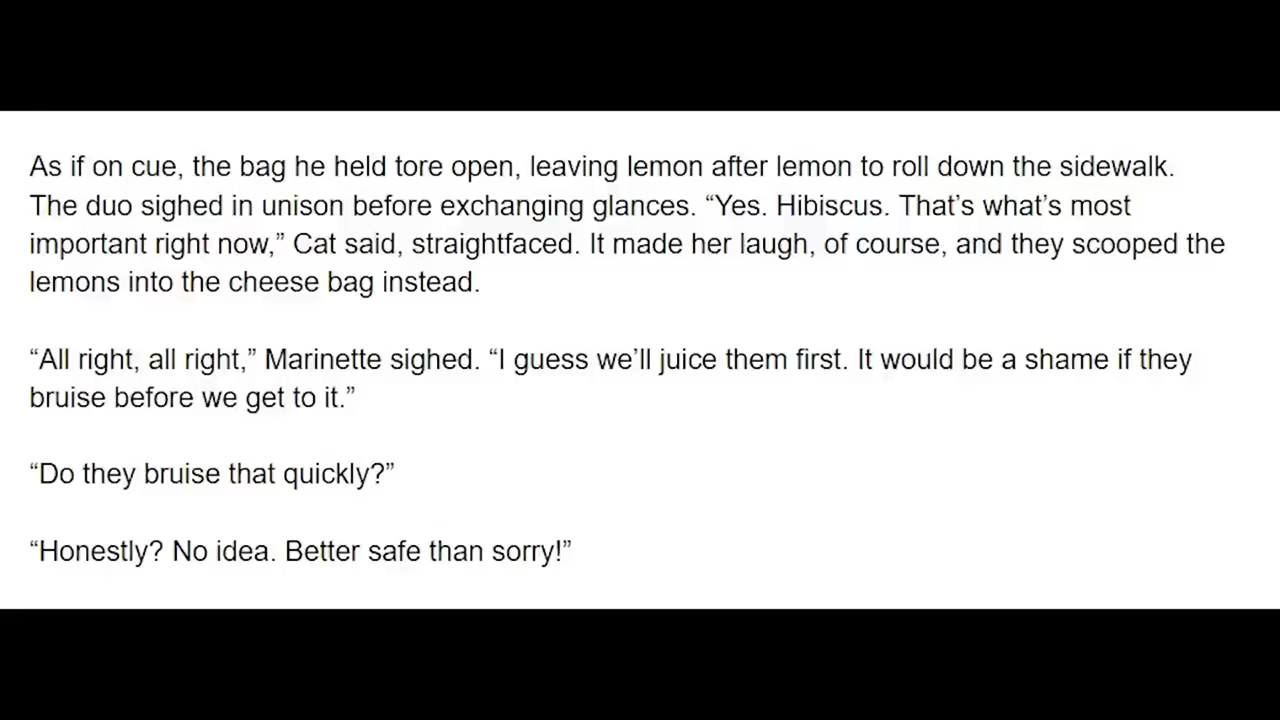 As if on cue, the bag he held tore open, leaving lemon after lemon to roll down the sidewalk.
The duo sighed in unison before exchanging glances. “Yes. Hibiscus. That’s what’s most
important right now,” Cat said, straightfaced. It made her laugh, of course, and they scooped the
lemons into the cheese bag instead.
“All right, all right,” Marinette sighed. “I guess we’ll juice them first. It would be a shame if they
bruise before we get to it.”
“Do they bruise that quickly?”
“Honestly? No idea. Better safe than sorry!”